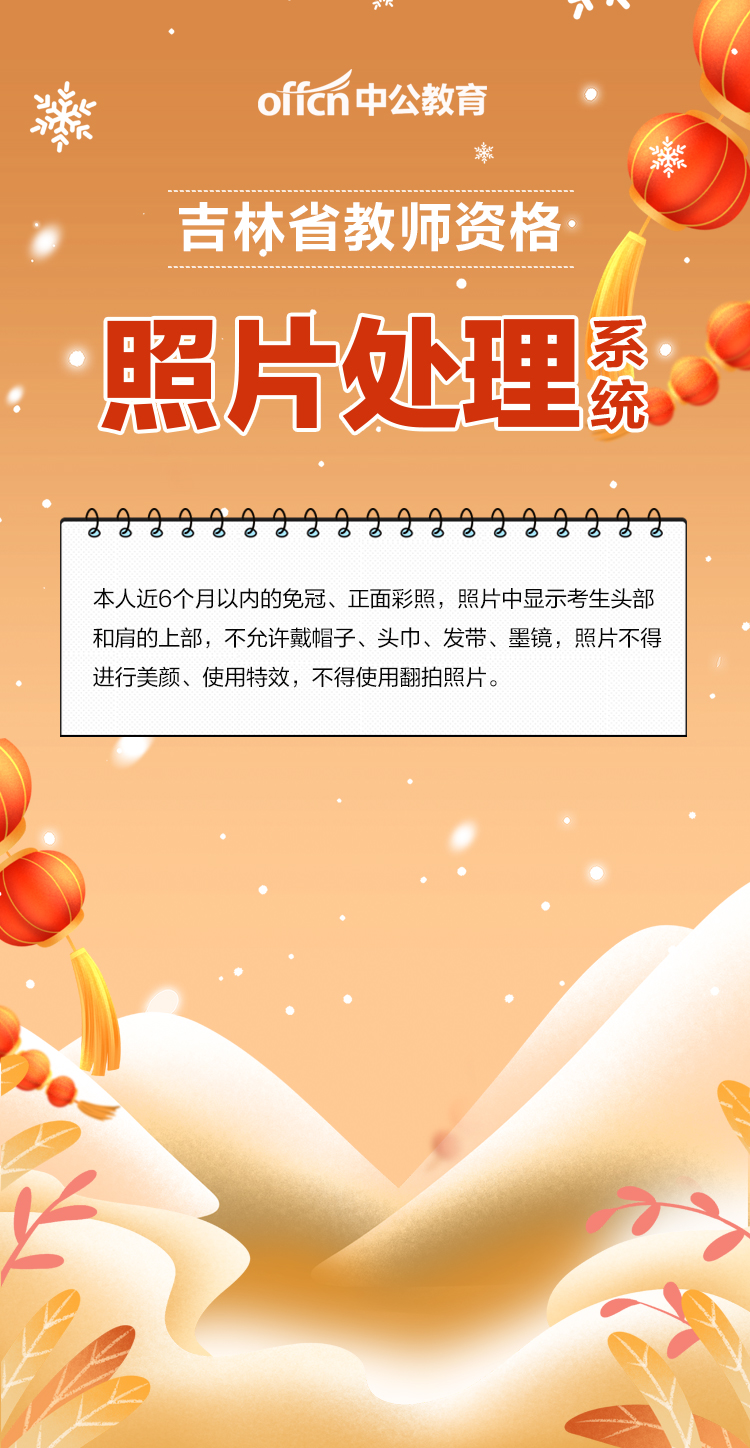 offcn中公教育
吉林省教师资格
照片处理系统
本人近6个月以内的免冠、正面彩照，照片中显示考生头部
和肩的上部，不允许戴帽子、头巾、发带、墨镜，照片不得
进行美颜、使用特效，不得使用翻拍照片。